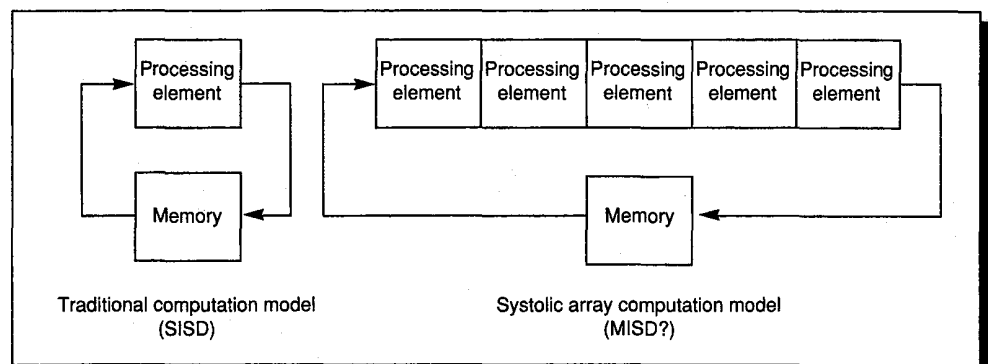 Processing
element
Memory
Traditional computation model
(SISD)
Processing
element
Processing
element
Processing
element
Processing
element
Processing
element
Memory
Systolic array computation model
(MISD?)